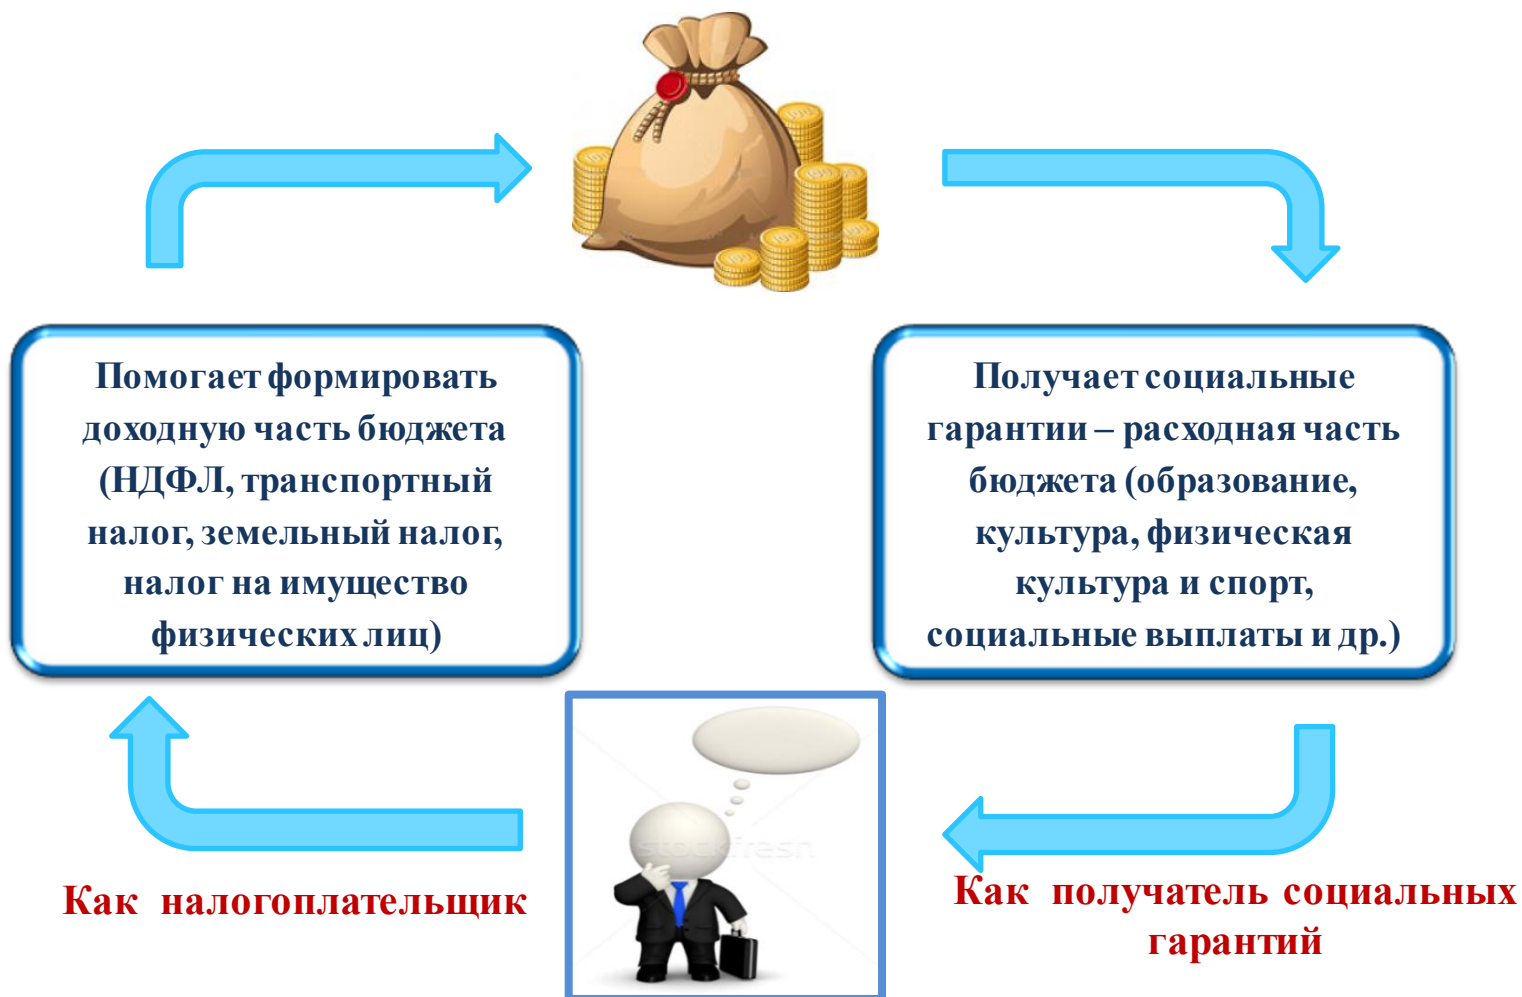 Помогает формировать
доходную часть бюджета
(НДФЛ, транспортный
налог, земельный налог,
налог на имущество
физических лиц)
Получает социальные
гарантии – расходная часть
бюджета (образование,
культура, физическая
культура и спорт,
социальные выплаты и др.)
stockfresh
Как налогоплательщик
Как получатель социальных
гарантий